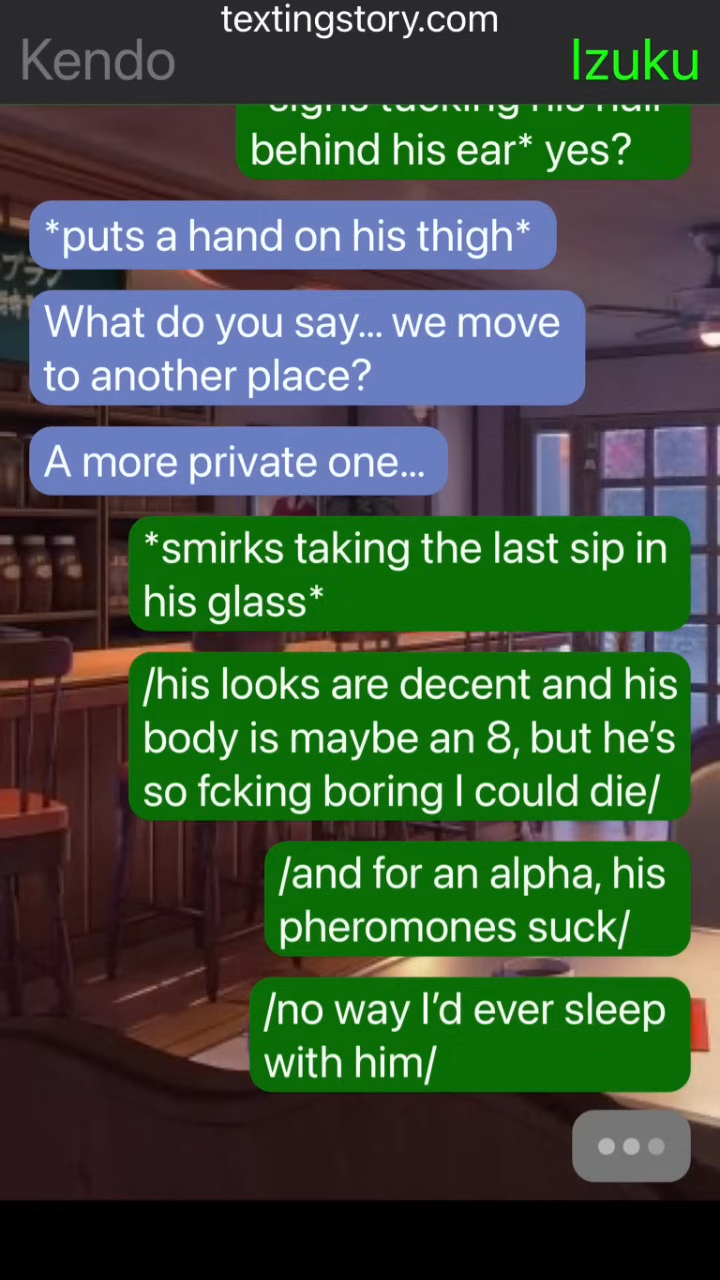 textingstory.com
Kendo
Izuku
behind his ear* yes?
*puts a hand on his thigh*
What do you say... we move
to another place?
A more private one...
*smirks taking the last sip in
his glass*
/his looks are decent and his
body is maybe an 8, but he's
so fcking boring I could die/
/and for an alpha, his
pheromones suck/
/no way I'd ever sleep
with him/